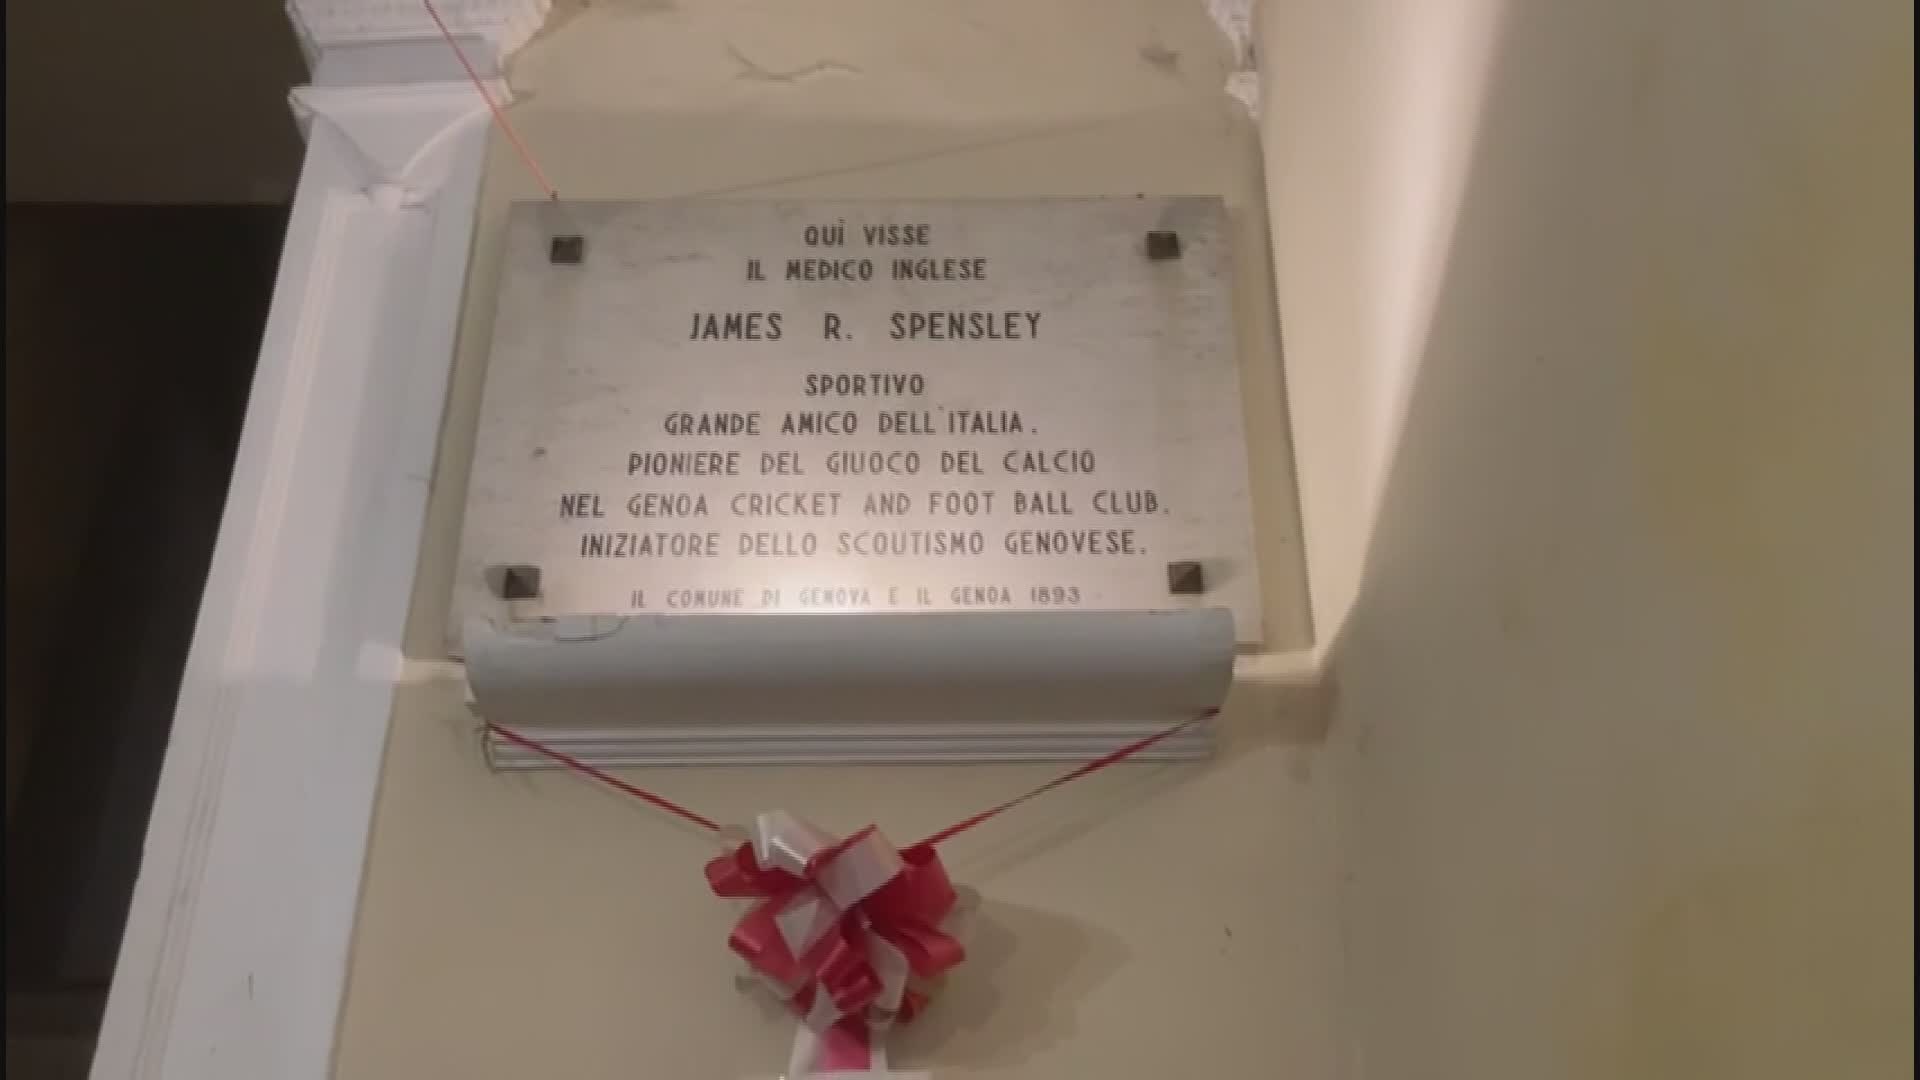 QUÌ VISSE
IL MEDICO INGLESE
JAMES R. SPENSLEY
SPORTIVO
GRANDE AMICO DELL'ITALIA.
PIONIERE DEL GIUOCO DEL CALCIO
NEL GENOA CRICKET AND FOOT BALL CLUB.
INIZIATORE DELLO SCOUTISMO GENOVESE.
IL COMUNE DI GENOVA E IL GENOA 1893